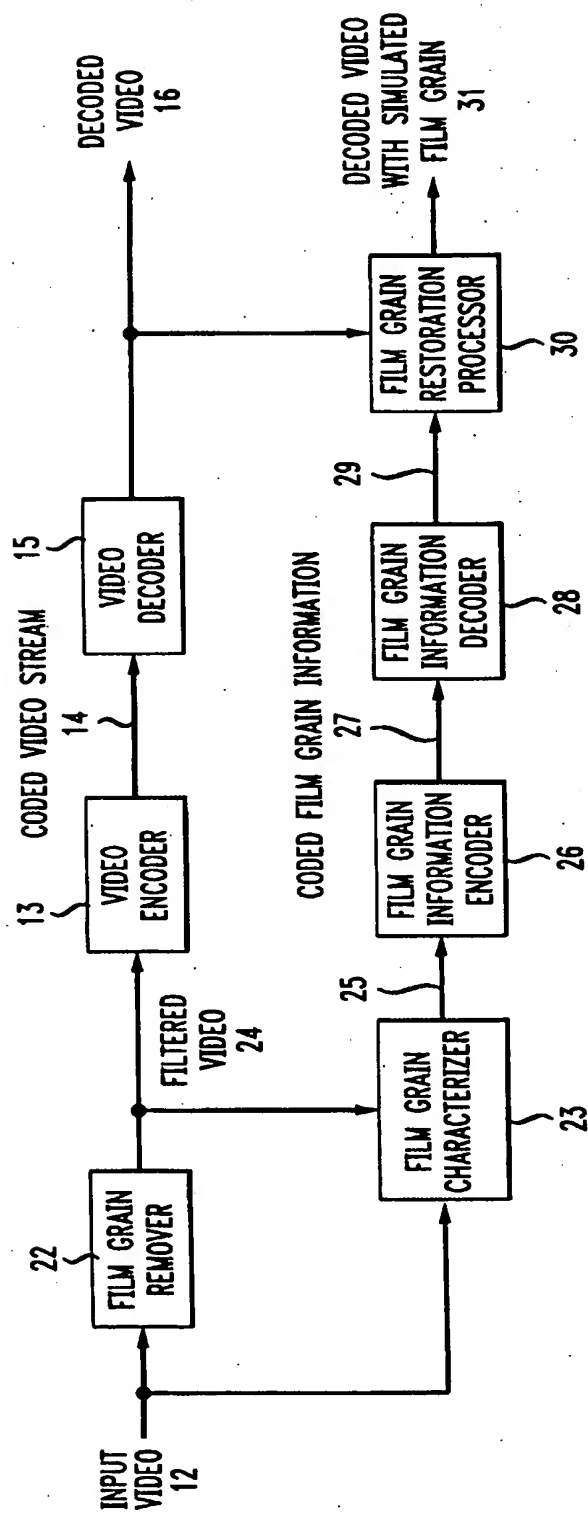 INPUT
VIDEO
12
22
FILM GRAIN
REMOVER
FILTERED
VIDEO
24
13
VIDEO
ENCODER
CODED VIDEO STREAM
14
15
VIDEO
DECODER
DECODED
VIDEO
16
FILM GRAIN
CHARACTERIZER
23
25
FILM GRAIN
INFORMATION
ENCODER
26
CODED FILM GRAIN INFORMATION
27
FILM GRAIN
INFORMATION
DECODER
28
29
FILM GRAIN
RESTORATION
PROCESSOR
30
DECODED VIDEO
WITH SIMULATED
FILM GRAIN
31